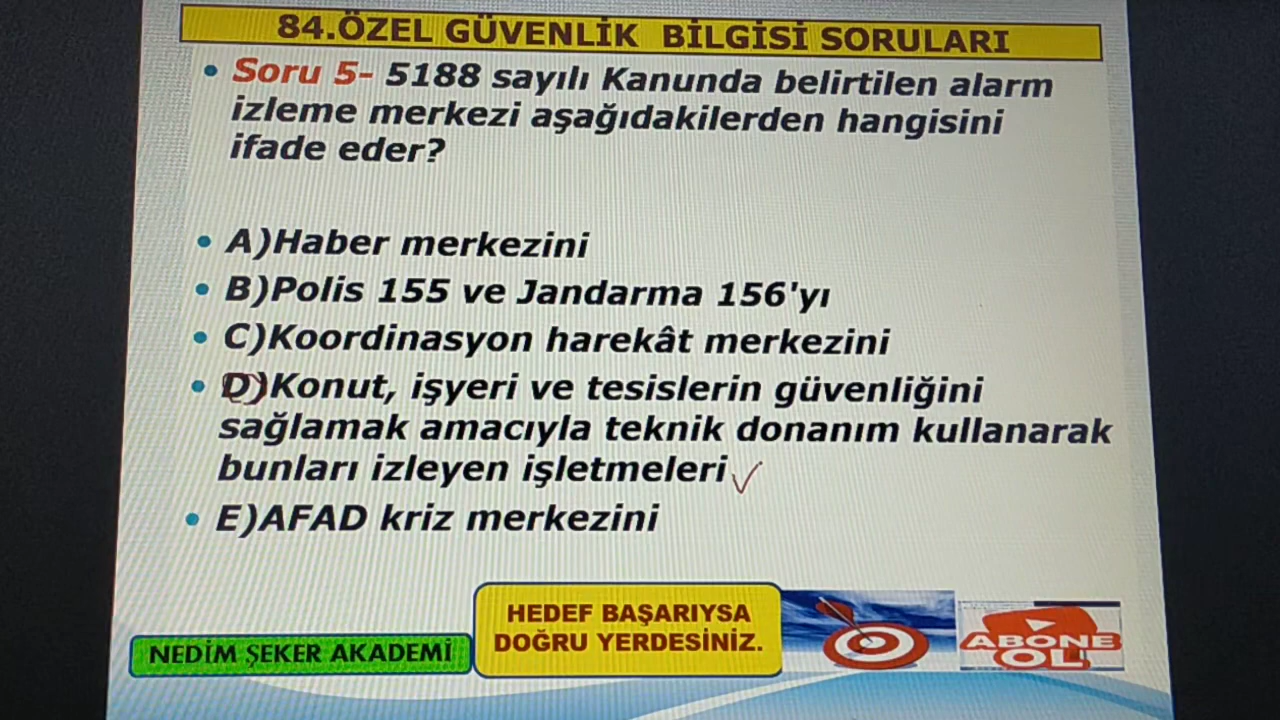 84.ÖZEL GÜVENLİK BİLGİSİ SORULARI
• Soru 5- 5188 sayılı Kanunda belirtilen alarm
izleme merkezi aşağıdakilerden hangisini
ifade eder?
• A)Haber merkezini
• B)Polis 155 ve Jandarma 156'yı
• C)Koordinasyon harekât merkezini
• D)Konut, işyeri ve tesislerin güvenliğini
sağlamak amacıyla teknik donanım kullanarak
bunları izleyen işletmeleri
• E)AFAD kriz merkezini
HEDEF BAŞARIYSA
DOĞRU YERDESİNİZ.
NEDİM ŞEKER AKADEMİ
ABONE
OL